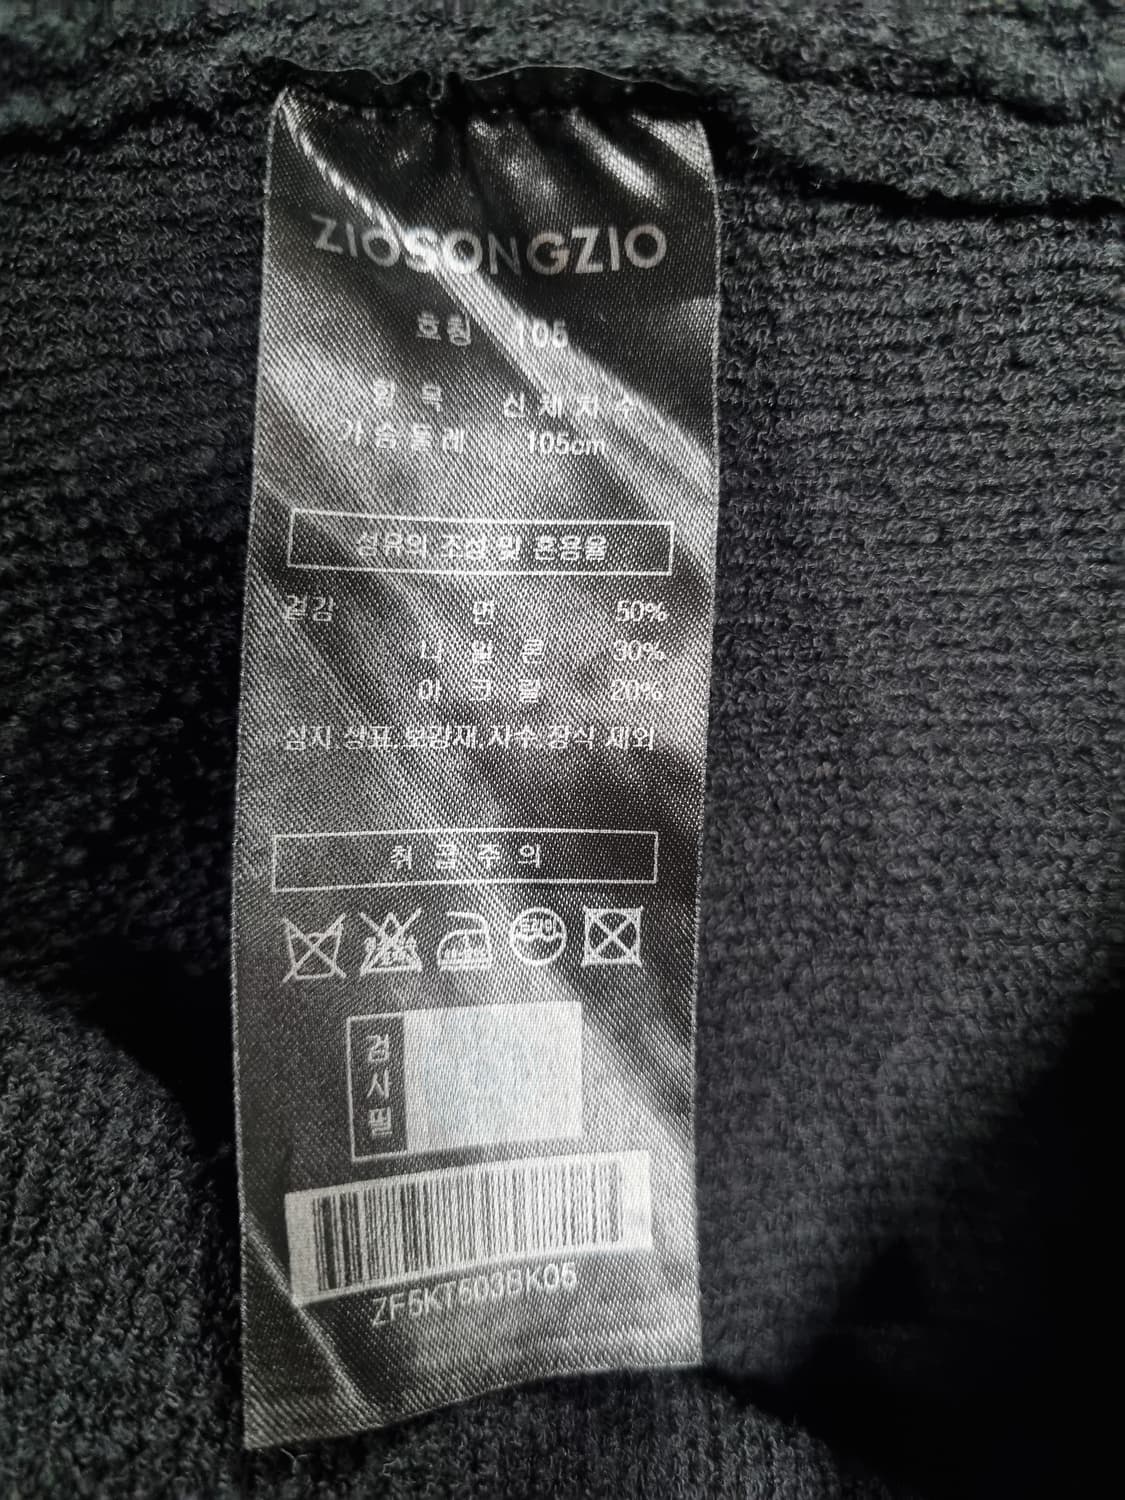 ZIOSONGZIO
호칭 105
항 목 신 체 치 수
가슴둘레 105cm
섬유의 조성 및 혼용율
겉감 면 50%
나 일 론 30%
아 크 릴 20%
심지 상표 보강재 자수 장식 제외
취 급 주 의
검사필
ZF5KT603BK05